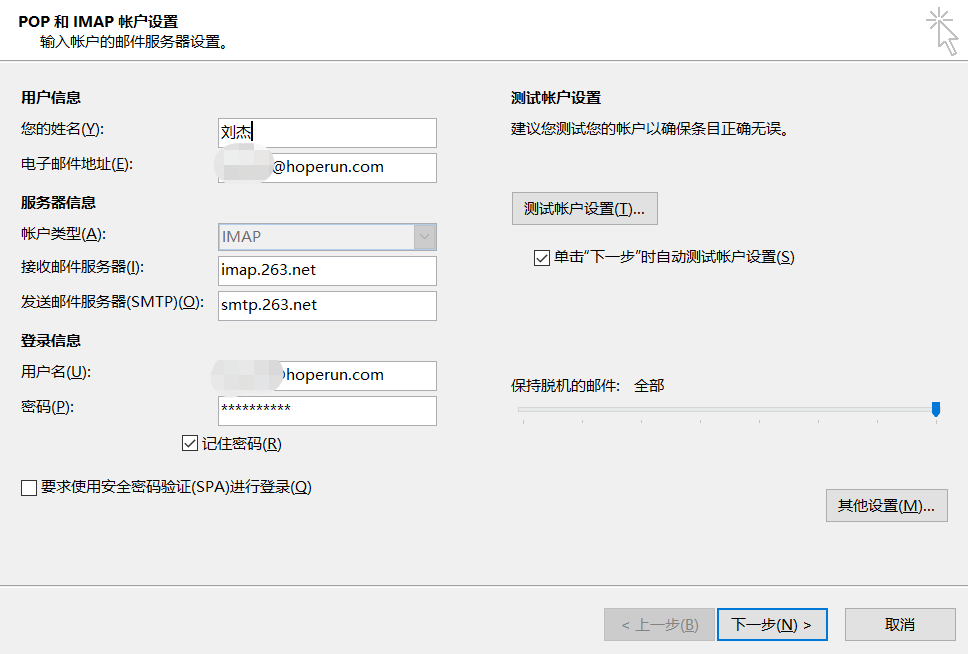 POP 和 IMAP 帐户设置
输入帐户的邮件服务器设置。
用户信息
您的姓名(Y):
刘杰
电子邮件地址(E):
@hoperun.com
服务器信息
帐户类型(A):
IMAP
接收邮件服务器(I):
imap.263.net
发送邮件服务器(SMTP)(O):
smtp.263.net
登录信息
用户名(U):
@hoperun.com
密码(P):
**********
记住密码(R)
要求使用安全密码验证(SPA)进行登录(Q)
测试帐户设置
建议您测试您的帐户以确保条目正确无误。
测试帐户设置(T)...
单击“下一步”时自动测试帐户设置(S)
保持脱机的邮件: 全部
其他设置(M)...
< 上一步(B)
下一步(N) >
取消